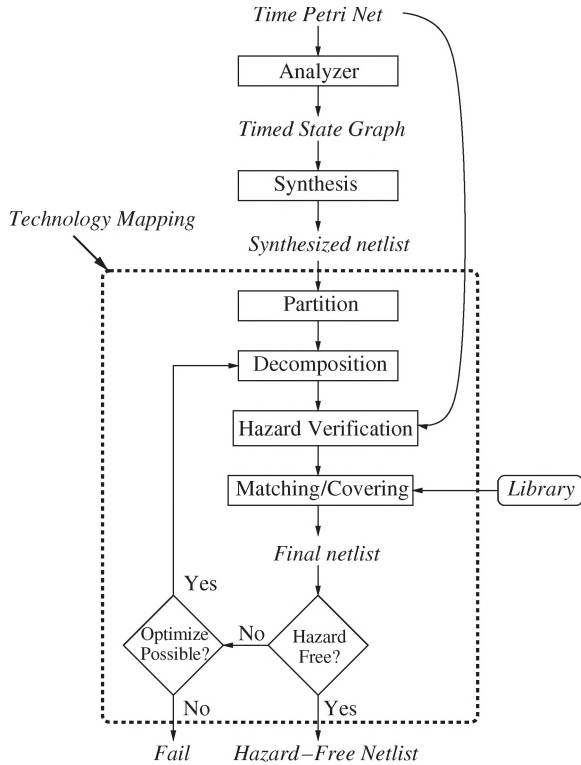 Time Petri Net
Analyzer
Timed State Graph
Synthesis
Technology Mapping
Synthesized netlist
Partition
Decomposition
Hazard Verification
Matching/Covering
Library
Final netlist
Yes
Optimize
Possible?
No
Hazard
Free?
No
Yes
Fail
Hazard–Free Netlist